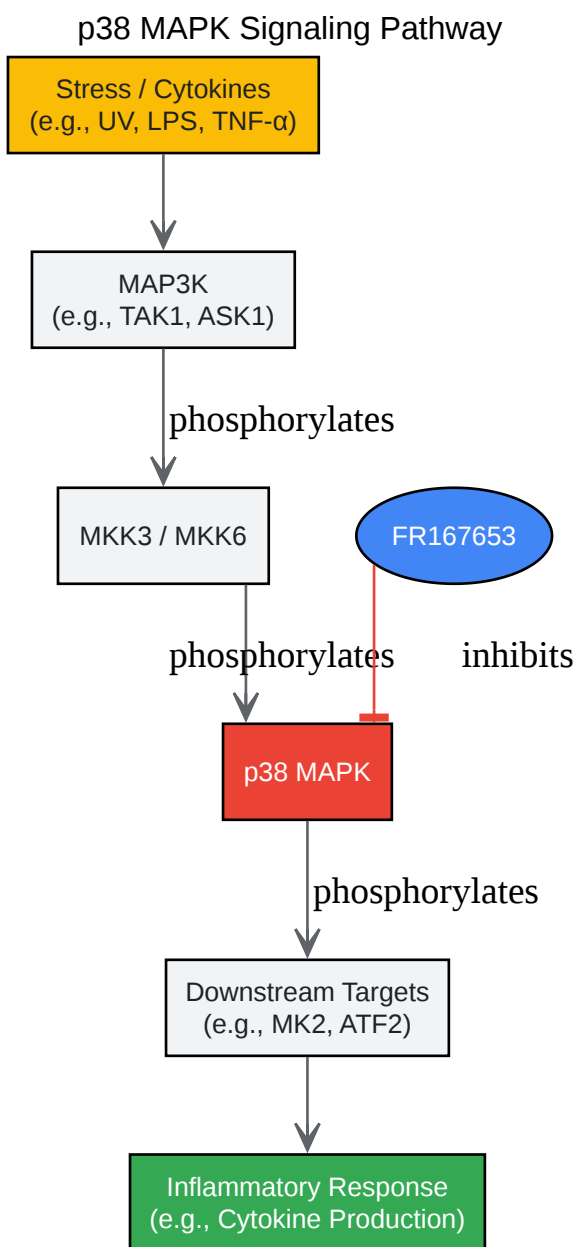 p38 MAPK Signaling Pathway
Stress / Cytokines
(e.g., UV, LPS, TNF-α)
MAP3K
(e.g., TAK1, ASK1)
phosphorylates
MKK3 / MKK6
FR167653
phosphorylates
inhibits
p38 MAPK
phosphorylates
Downstream Targets
(e.g., MK2, ATF2)
Inflammatory Response
(e.g., Cytokine Production)